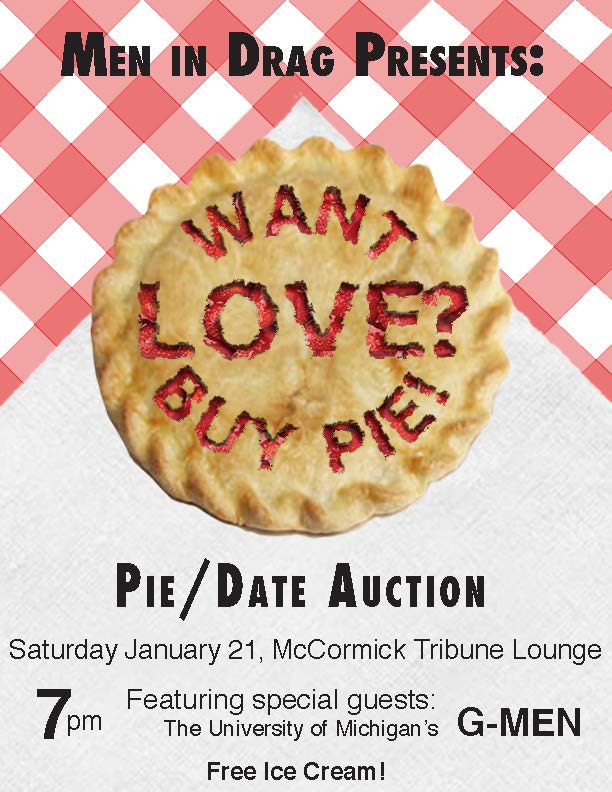 MEN IN DRAG PRESENTS:
WANT
LOVE?
BUY PIE!
PIE/DATE AUCTION
Saturday January 21, McCormick Tribune Lounge
7pm
Featuring special guests:
The University of Michigan's G-MEN
Free Ice Cream!